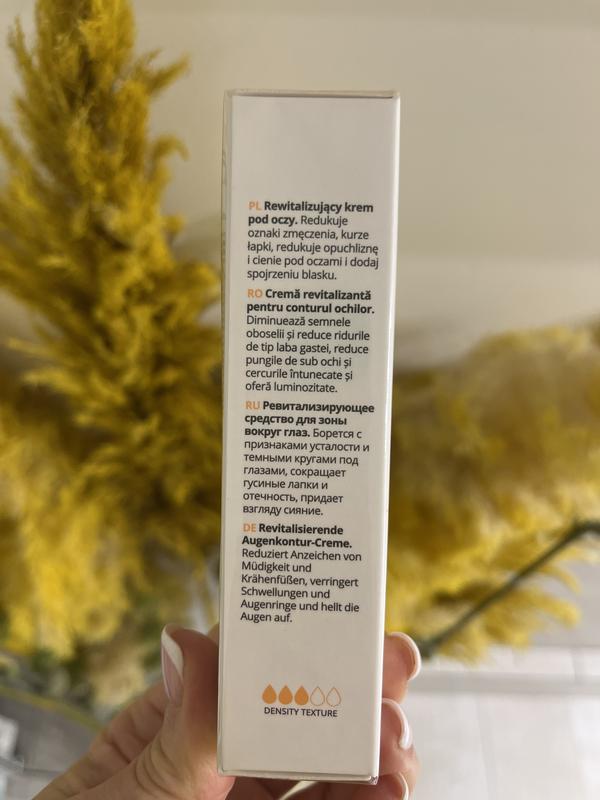 PL Rewitalizujący krem
pod oczy. Redukuje
oznaki zmęczenia, kurze
łapki, redukuje opuchliznę
i cienie pod oczami i dodaj
spojrzeniu blasku.
RO Cremă revitalizantă
pentru conturul ochilor.
Diminuează semnele
oboselii și reduce ridurile
de tip laba gastei, reduce
pungile de sub ochi și
cercurile întunecate și
oferă luminozitate.
RU Ревитализирующее
средство для зоны
вокруг глаз. Борется с
признаками усталости и
темными кругами под
глазами, сокращает
гусиные лапки и
отечность, придает
взгляду сияние.
DE Revitalisierende
Augenkontur-Creme.
Reduziert Anzeichen von
Müdigkeit und
Krähenfüßen, verringert
Schwellungen und
Augenringe und hellt die
Augen auf.
DENSITY TEXTURE